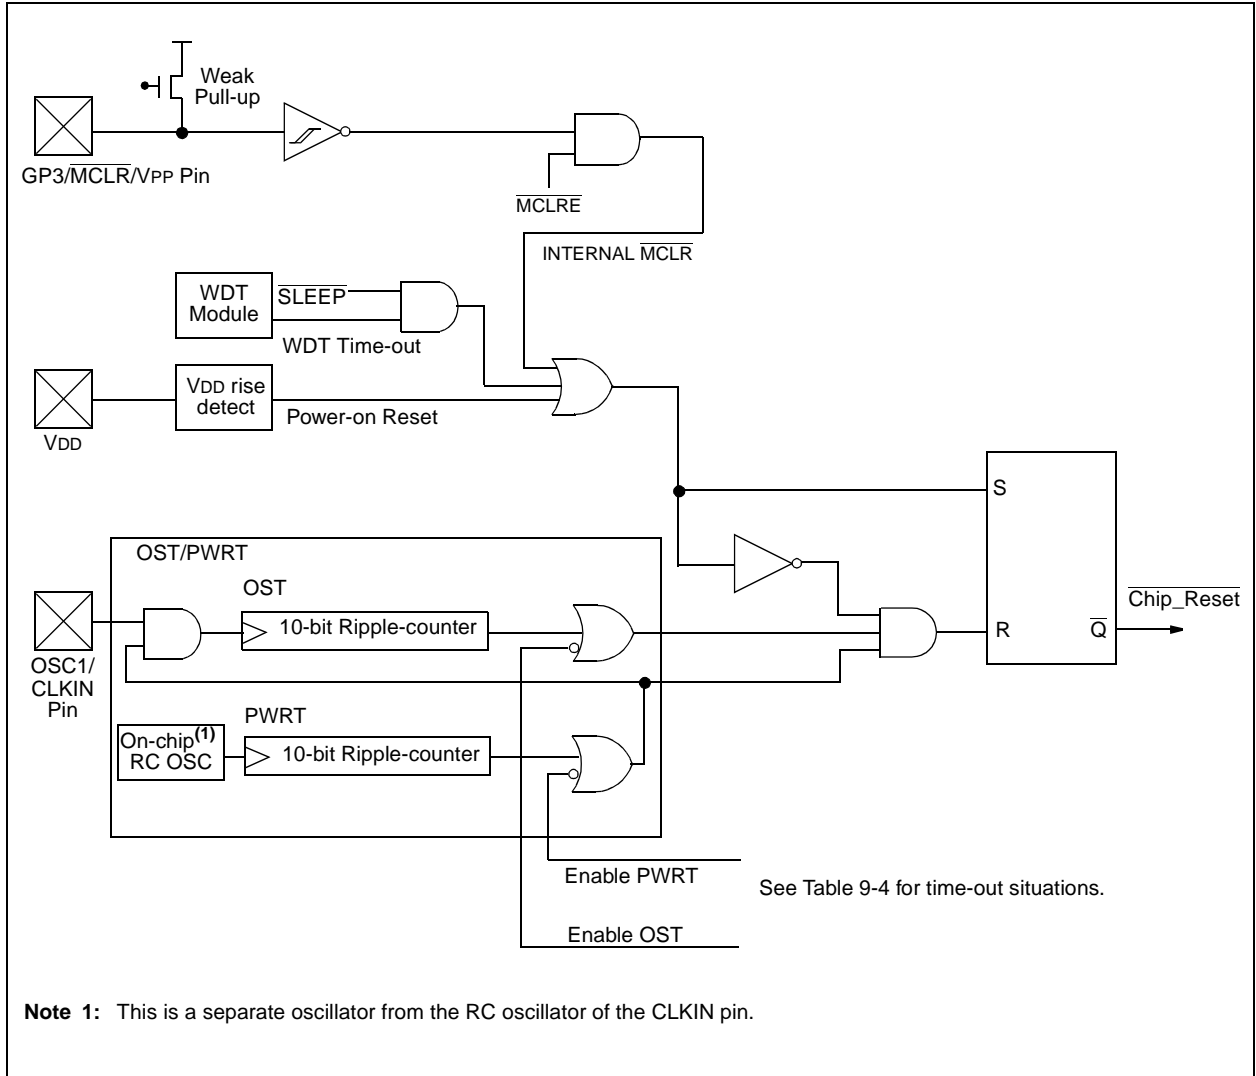 Weak
Pull-up
GP3/MCLR/VPP Pin
MCLRE
INTERNAL MCLR
WDT
Module
SLEEP
WDT Time-out
VDD rise
detect
Power-on Reset
VDD
S
OST/PWRT
OST
10-bit Ripple-counter
Chip_Reset
R
Q
OSC1/
CLKIN
Pin
PWRT
On-chip(1)
RC OSC
10-bit Ripple-counter
Enable PWRT
See Table 9-4 for time-out situations.
Enable OST
Note 1: This is a separate oscillator from the RC oscillator of the CLKIN pin.